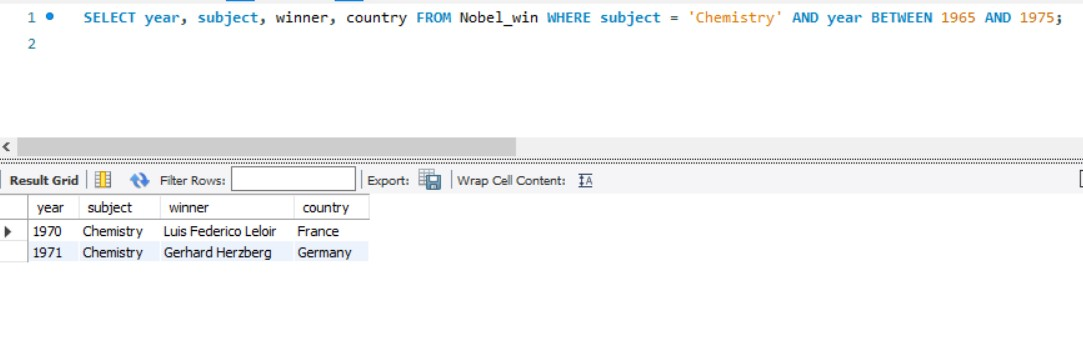 1 SELECT year, subject, winner, country FROM Nobel_win WHERE subject = 'Chemistry' AND year BETWEEN 1965 AND 1975;
2
Result Grid Filter Rows: Export: Wrap Cell Content: IA
year subject winner country
1970 Chemistry Luis Federico Leloir France
1971 Chemistry Gerhard Herzberg Germany